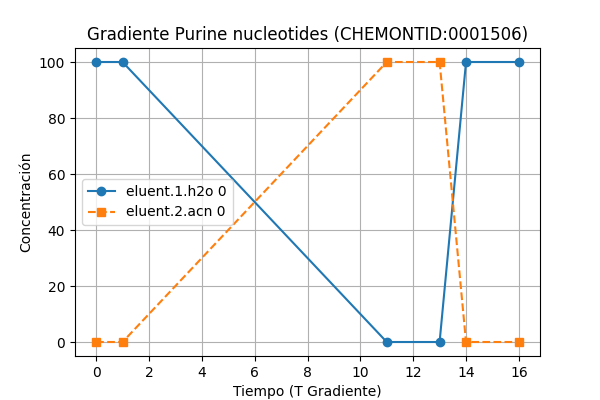 Gradiente Purine nucleotides (CHEMONTID:0001506)
Concentración
100
80
60
40
20
0
eluent.1.h2o 0
eluent.2.acn 0
0 2 4 6 8 10 12 14 16
Tiempo (T Gradiente)